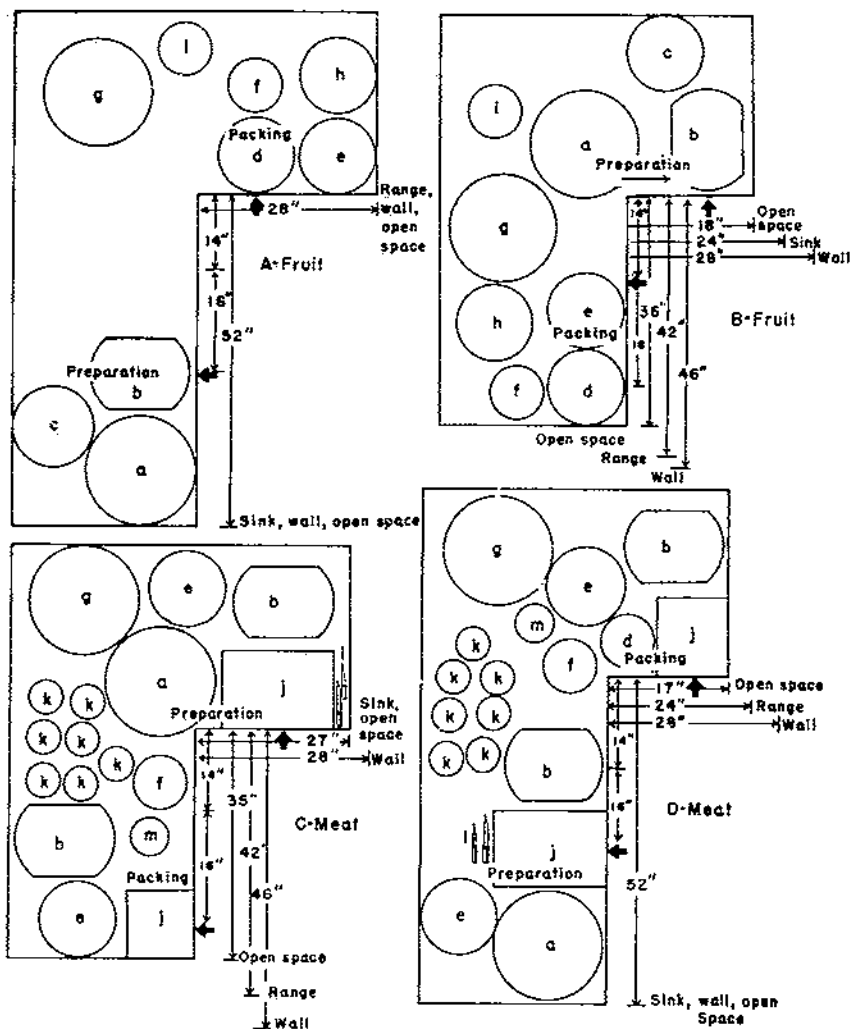 l
g
f
h
Packing
d
e
Range,
wall,
open
space
28"
14"
A-Fruit
16"
52"
Preparation
b
c
a
Sink, wall, open space
c
i
a
b
Preparation
g
14"
18"
Open
space
24"
Sink
28"
Wall
e
36"
h
Packing
42"
B-Fruit
18
46"
f
d
Open space
Range
Wall
g
e
b
a
j
k
k
Preparation
Sink,
open
space
27"
28"
Wall
k
k
k
k
k
f
14"
35"
C-Meat
b
m
42"
16"
46"
Packing
e
j
Open space
Range
Wall
g
b
e
m
d
j
k
f
Packing
k
k
17"
Open space
24"
Range
28"
Wall
k
k
14"
k
k
b
16"
D-Meat
l
j
Preparation
52"
e
a
Sink, wall, open
Space